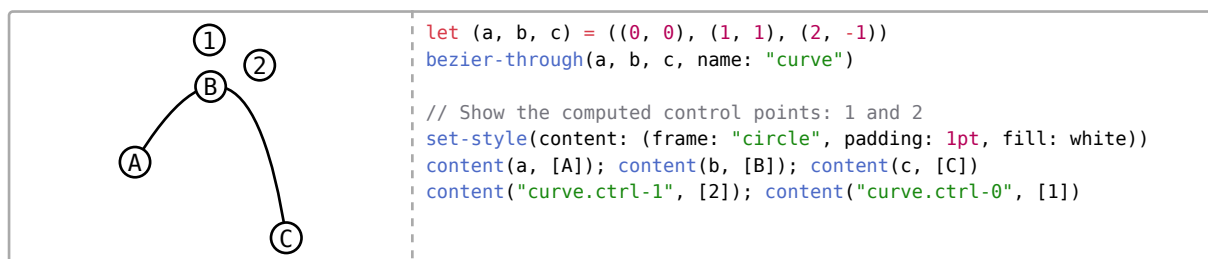 1
2
B
A
C
let (a, b, c) = ((0, 0), (1, 1), (2, -1))
bezier-through(a, b, c, name: "curve")
// Show the computed control points: 1 and 2
set-style(content: (frame: "circle", padding: 1pt, fill: white))
content(a, [A]); content(b, [B]); content(c, [C])
content("curve.ctrl-1", [2]); content("curve.ctrl-0", [1])